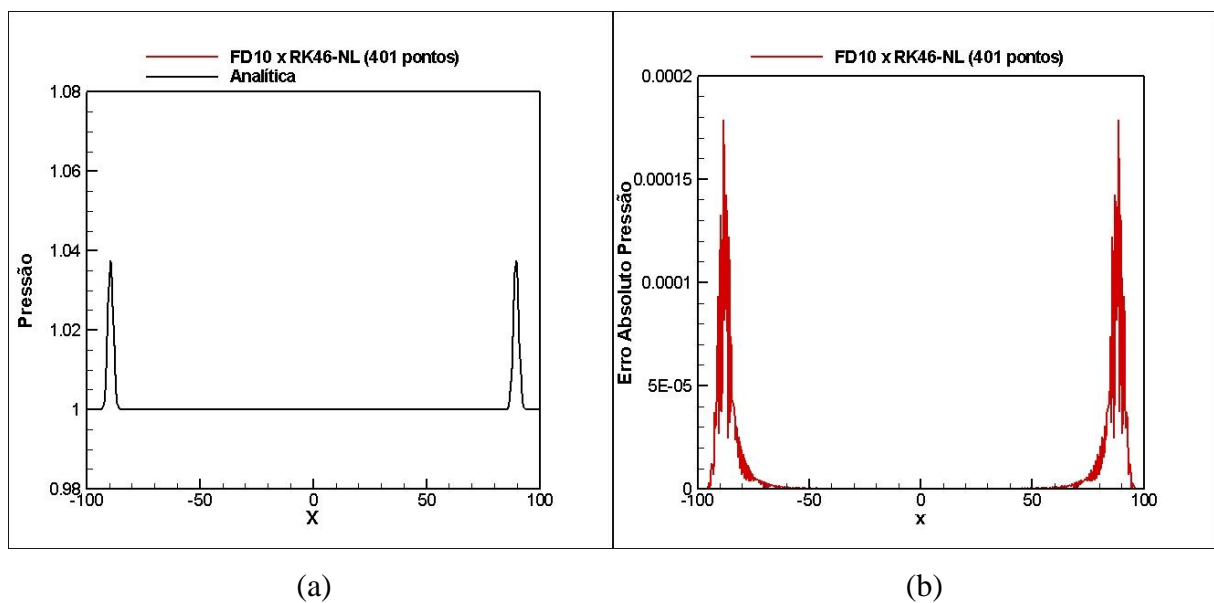 FD10 x RK46-NL (401 pontos)
Analítica
1.08
1.06
1.04
1.02
1
0.98
Pressão
-100
-50
0
50
100
X
FD10 x RK46-NL (401 pontos)
0.0002
0.00015
0.0001
5E-05
0
Erro Absoluto Pressão
-100
-50
0
50
100
x
(a)
(b)